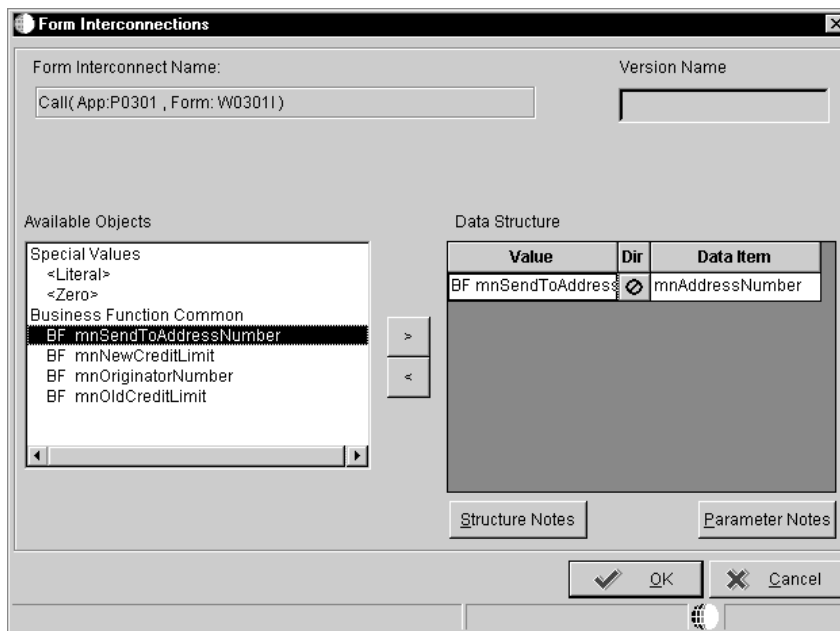 Form Interconnections
Form Interconnect Name:
Version Name
Call( App:P0301 , Form: W0301I )
Available Objects
Data Structure
Special Values
<Literal>
<Zero>
Business Function Common
BF mnSendToAddressNumber
BF mnNewCreditLimit
BF mnOriginatorNumber
BF mnOldCreditLimit
>
<
Value Dir Data Item
BF mnSendToAddress mnAddressNumber
Structure Notes
Parameter Notes
OK
Cancel